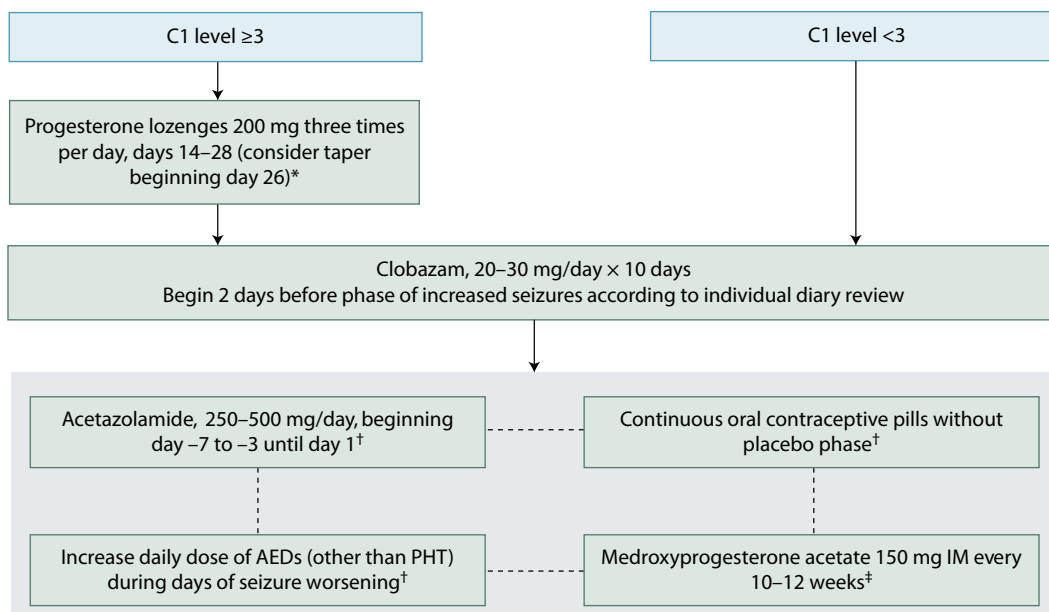 C1 level ≥3
C1 level <3
Progesterone lozenges 200 mg three times
per day, days 14–28 (consider taper
beginning day 26)*
Clobazam, 20–30 mg/day × 10 days
Begin 2 days before phase of increased seizures according to individual diary review
Acetazolamide, 250–500 mg/day, beginning
day –7 to –3 until day 1†
Continuous oral contraceptive pills without
placebo phase†
Increase daily dose of AEDs (other than PHT)
during days of seizure worsening†
Medroxyprogesterone acetate 150 mg IM every
10–12 weeks‡